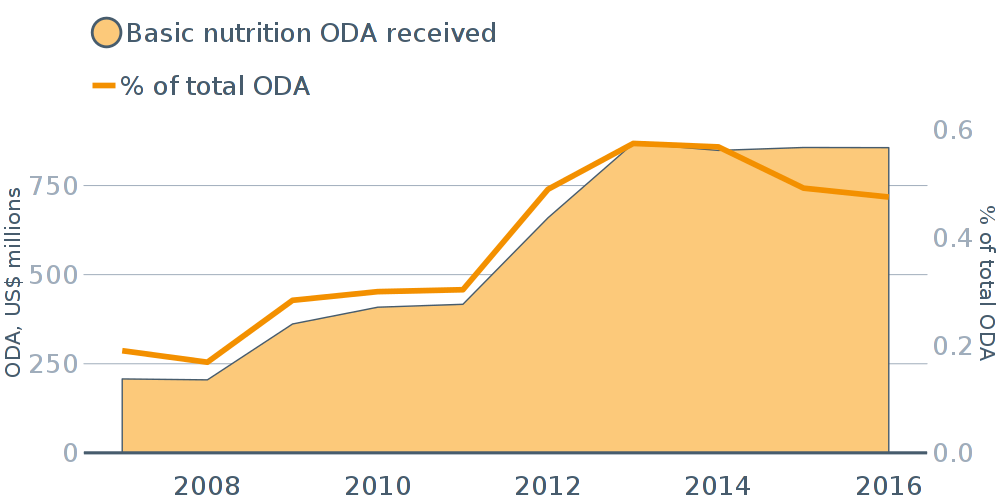 Basic nutrition ODA received
% of total ODA
ODA, US$ millions
750
500
250
0
0.6
0.4
0.2
0.0
% of total ODA
2008 2010 2012 2014 2016